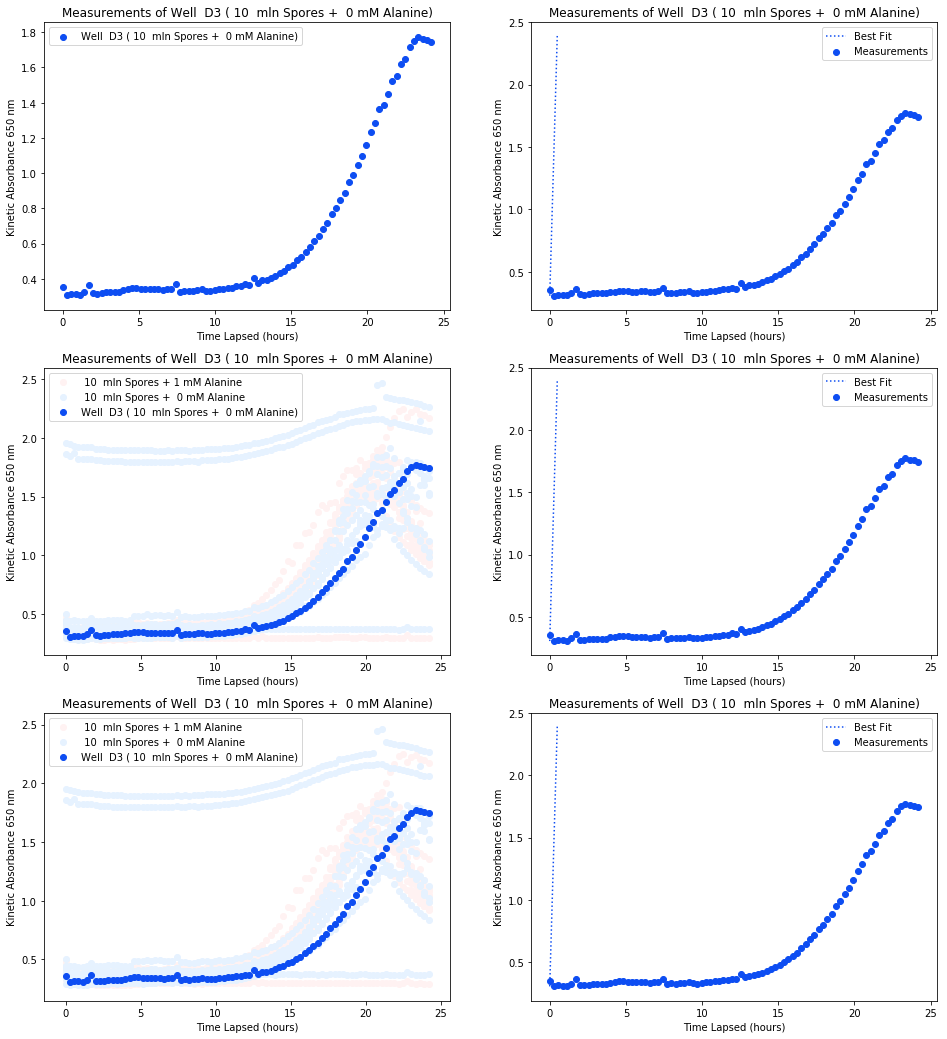 Measurements of Well  D3 ( 10  mln Spores +  0 mM Alanine)
Kinetic Absorbance 650 nm
1.8
1.6
1.4
1.2
1.0
0.8
0.6
0.4
Well  D3 ( 10  mln Spores +  0 mM Alanine)
0
5
10
15
20
25
Time Lapsed (hours)
Measurements of Well  D3 ( 10  mln Spores +  0 mM Alanine)
Kinetic Absorbance 650 nm
2.5
2.0
1.5
1.0
0.5
Best Fit
Measurements
0
5
10
15
20
25
Time Lapsed (hours)
Measurements of Well  D3 ( 10  mln Spores +  0 mM Alanine)
Kinetic Absorbance 650 nm
2.5
2.0
1.5
1.0
0.5
10  mln Spores + 1 mM Alanine
10  mln Spores +  0 mM Alanine
Well  D3 ( 10  mln Spores +  0 mM Alanine)
0
5
10
15
20
25
Time Lapsed (hours)
Measurements of Well  D3 ( 10  mln Spores +  0 mM Alanine)
Kinetic Absorbance 650 nm
2.5
2.0
1.5
1.0
0.5
Best Fit
Measurements
0
5
10
15
20
25
Time Lapsed (hours)
Measurements of Well  D3 ( 10  mln Spores +  0 mM Alanine)
Kinetic Absorbance 650 nm
2.5
2.0
1.5
1.0
0.5
10  mln Spores + 1 mM Alanine
10  mln Spores +  0 mM Alanine
Well  D3 ( 10  mln Spores +  0 mM Alanine)
0
5
10
15
20
25
Time Lapsed (hours)
Measurements of Well  D3 ( 10  mln Spores +  0 mM Alanine)
Kinetic Absorbance 650 nm
2.5
2.0
1.5
1.0
0.5
Best Fit
Measurements
0
5
10
15
20
25
Time Lapsed (hours)